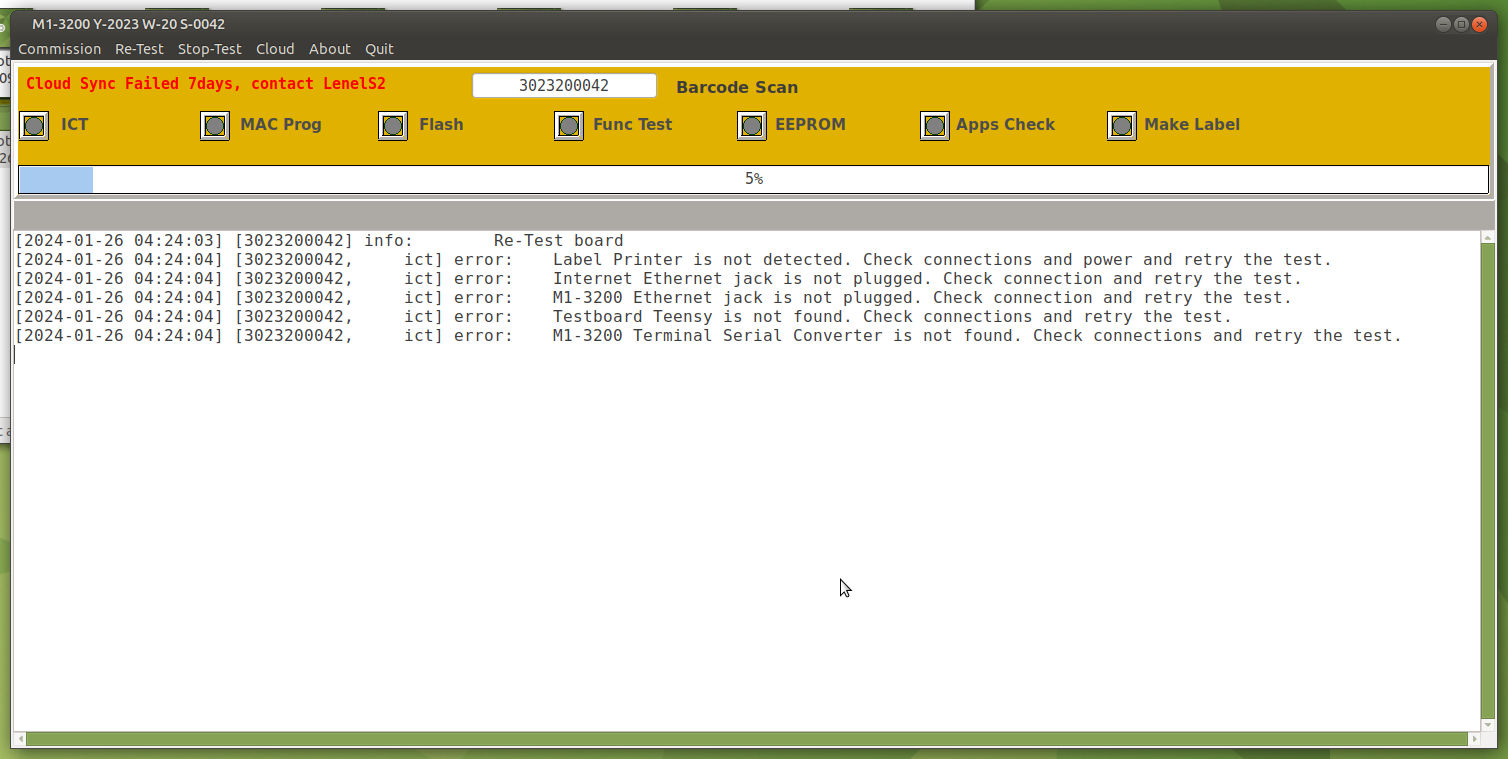 M1-3200 Y-2023 W-20 S-0042
Commission Re-Test Stop-Test Cloud About Quit
Cloud Sync Failed 7days, contact LenelS2 3023200042 Barcode Scan
ICT MAC Prog Flash Func Test EEPROM Apps Check Make Label
5%
[2024-01-26 04:24:03] [3023200042] info: Re-Test board
[2024-01-26 04:24:04] [3023200042, ict] error: Label Printer is not detected. Check connections and power and retry the test.
[2024-01-26 04:24:04] [3023200042, ict] error: Internet Ethernet jack is not plugged. Check connection and retry the test.
[2024-01-26 04:24:04] [3023200042, ict] error: M1-3200 Ethernet jack is not plugged. Check connection and retry the test.
[2024-01-26 04:24:04] [3023200042, ict] error: Testboard Teensy is not found. Check connections and retry the test.
[2024-01-26 04:24:04] [3023200042, ict] error: M1-3200 Terminal Serial Converter is not found. Check connections and retry the test.